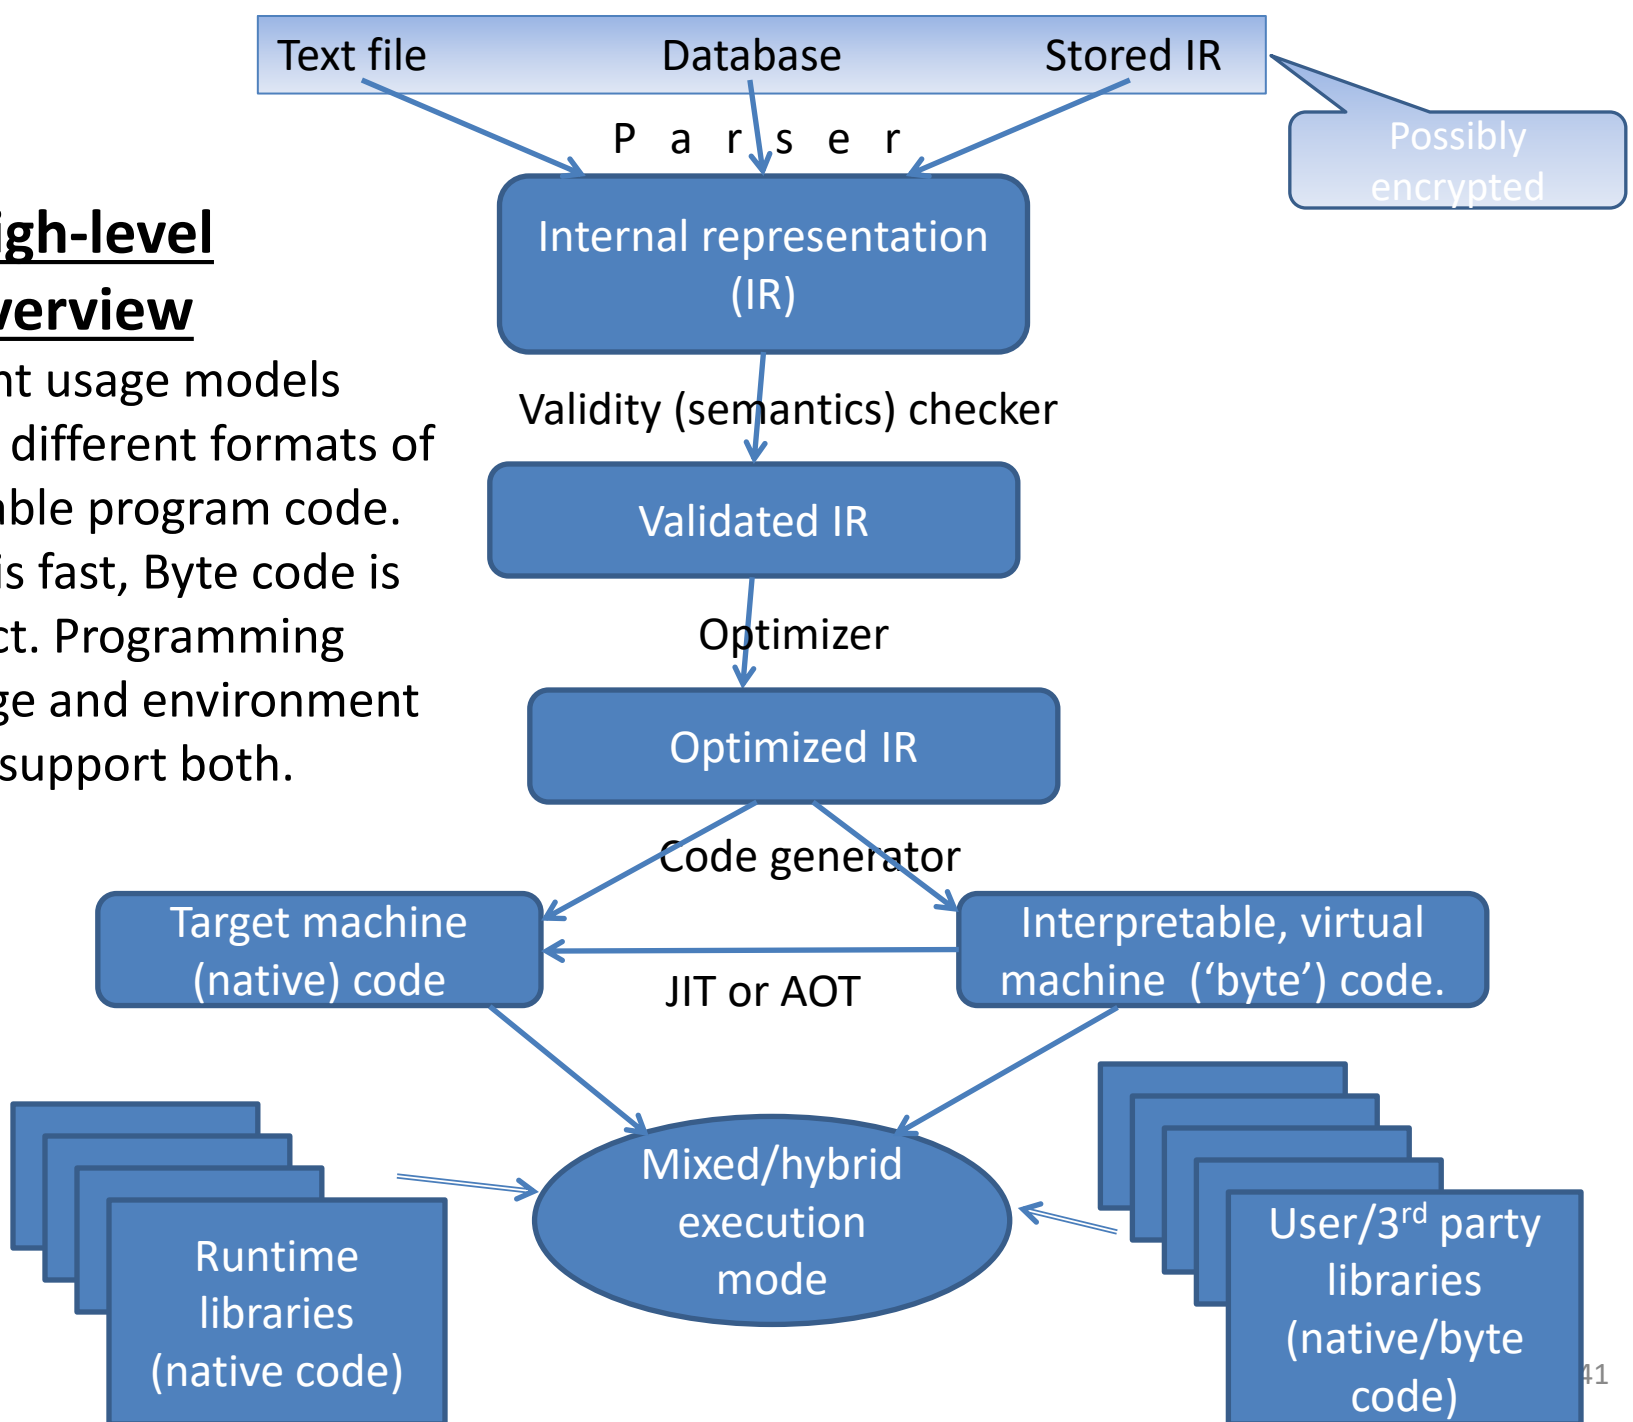 Text file Database Stored IR
Possibly
encrypted
P a r s e r
Internal representation
(IR)
igh-level
verview
nt usage models
different formats of
able program code.
is fast, Byte code is
ct. Programming
ge and environment
support both.
Validity (semantics) checker
Validated IR
Optimizer
Optimized IR
Code generator
Target machine
(native) code
Interpretable, virtual
machine (‘byte’) code.
JIT or AOT
Mixed/hybrid
execution
mode
Runtime
libraries
(native code)
User/3rd party
libraries
(native/byte
code)
41